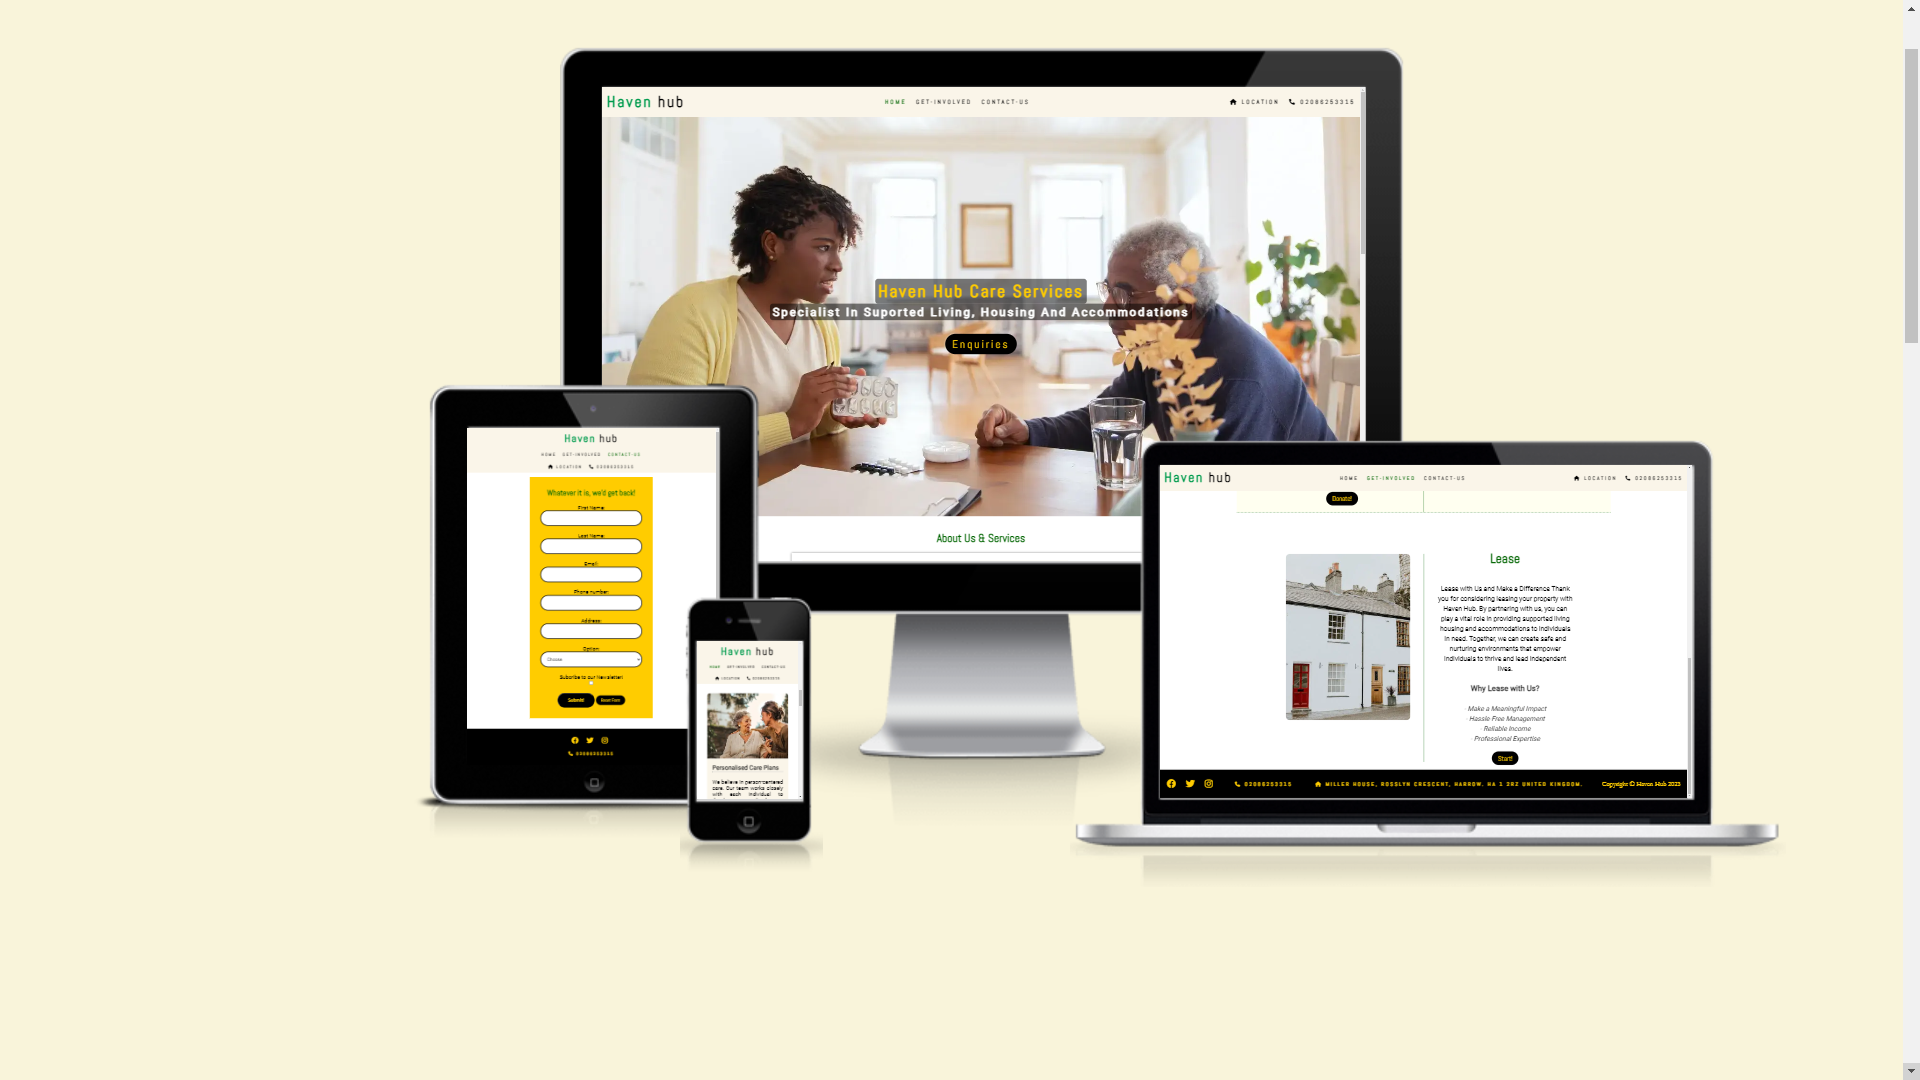 Haven hub
HOME GET-INVOLVED CONTACT-US
LOCATION 02086253315
Haven Hub Care Services
Specialist In Suported Living, Housing And Accommodations
Enquiries
About Us & Services
Haven hub
HOME GET-INVOLVED CONTACT-US
LOCATION 02086253315
Whatever it is, we'd get back!
First Name:
Last Name:
Email:
Phone number:
Address:
Option:
Choose
Subcribe to our Newsletter!
Submit! Reset Form
02086253315
Haven hub
HOME GET-INVOLVED CONTACT-US
LOCATION 02086253315
Personalised Care Plans
We believe in person-centered
care. Our team works closely
with each individual to
Haven hub
HOME GET-INVOLVED CONTACT-US
LOCATION 02086253315
Donate!
Lease
Lease with Us and Make a Difference Thank
you for considering leasing your property with
Haven Hub. By partnering with us, you can
play a vital role in providing supported living
housing and accommodations to individuals
in need. Together, we can create safe and
nurturing environments that empower
individuals to thrive and lead independent
lives.
Why Lease with Us?
· Make a Meaningful Impact
· Hassle Free Management
· Reliable Income
· Professional Expertise
Start!
02086253315 MILLER HOUSE, ROSSLYN CRESCENT, HARROW. HA 1 2RZ UNITED KINGDOM. Copyright © Haven Hub 2023